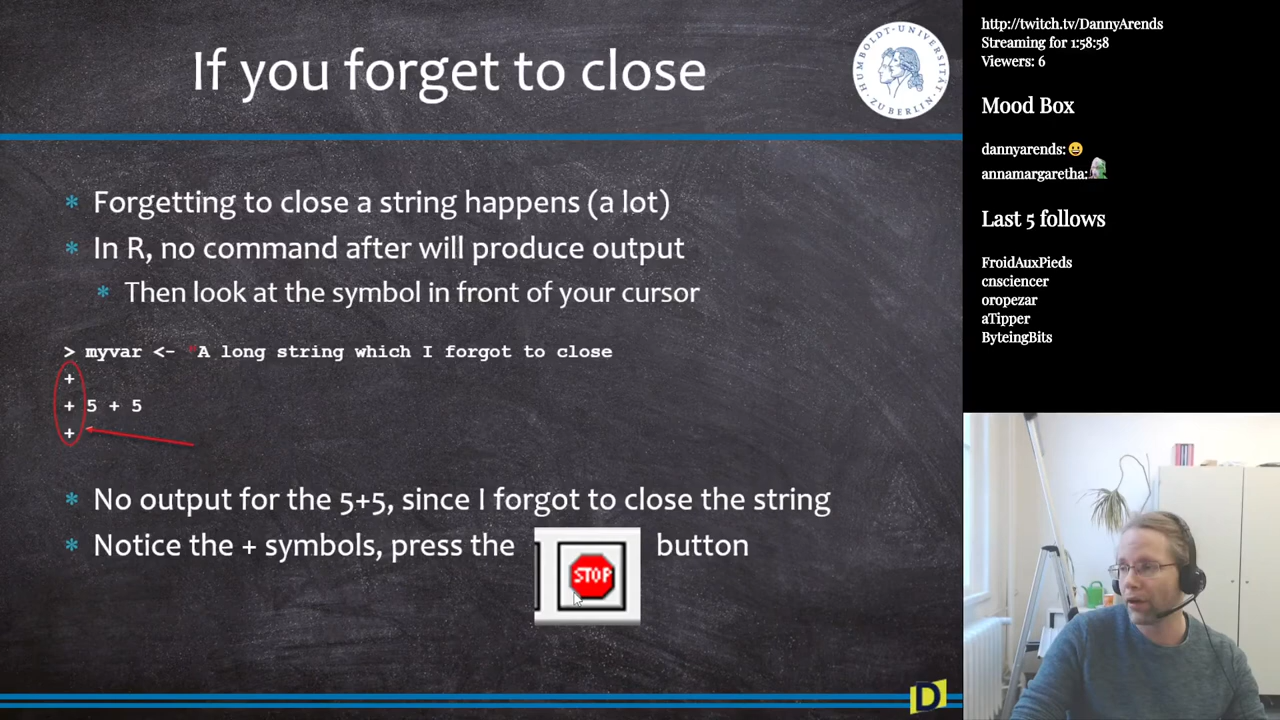 If you forget to close
HUMBOLDT-UNIVERSITÄT
ZU BERLIN
* Forgetting to close a string happens (a lot)
* In R, no command after will produce output
* Then look at the symbol in front of your cursor
> myvar <- "A long string which I forgot to close
+
+ 5 + 5
+
* No output for the 5+5, since I forgot to close the string
* Notice the + symbols, press the STOP button
D
http://twitch.tv/DannyArends
Streaming for 1:58:58
Viewers: 6
Mood Box
dannyarends:😀
annamargaretha:
Last 5 follows
FroidAuxPieds
cnsciencer
oropezar
aTipper
ByteingBits